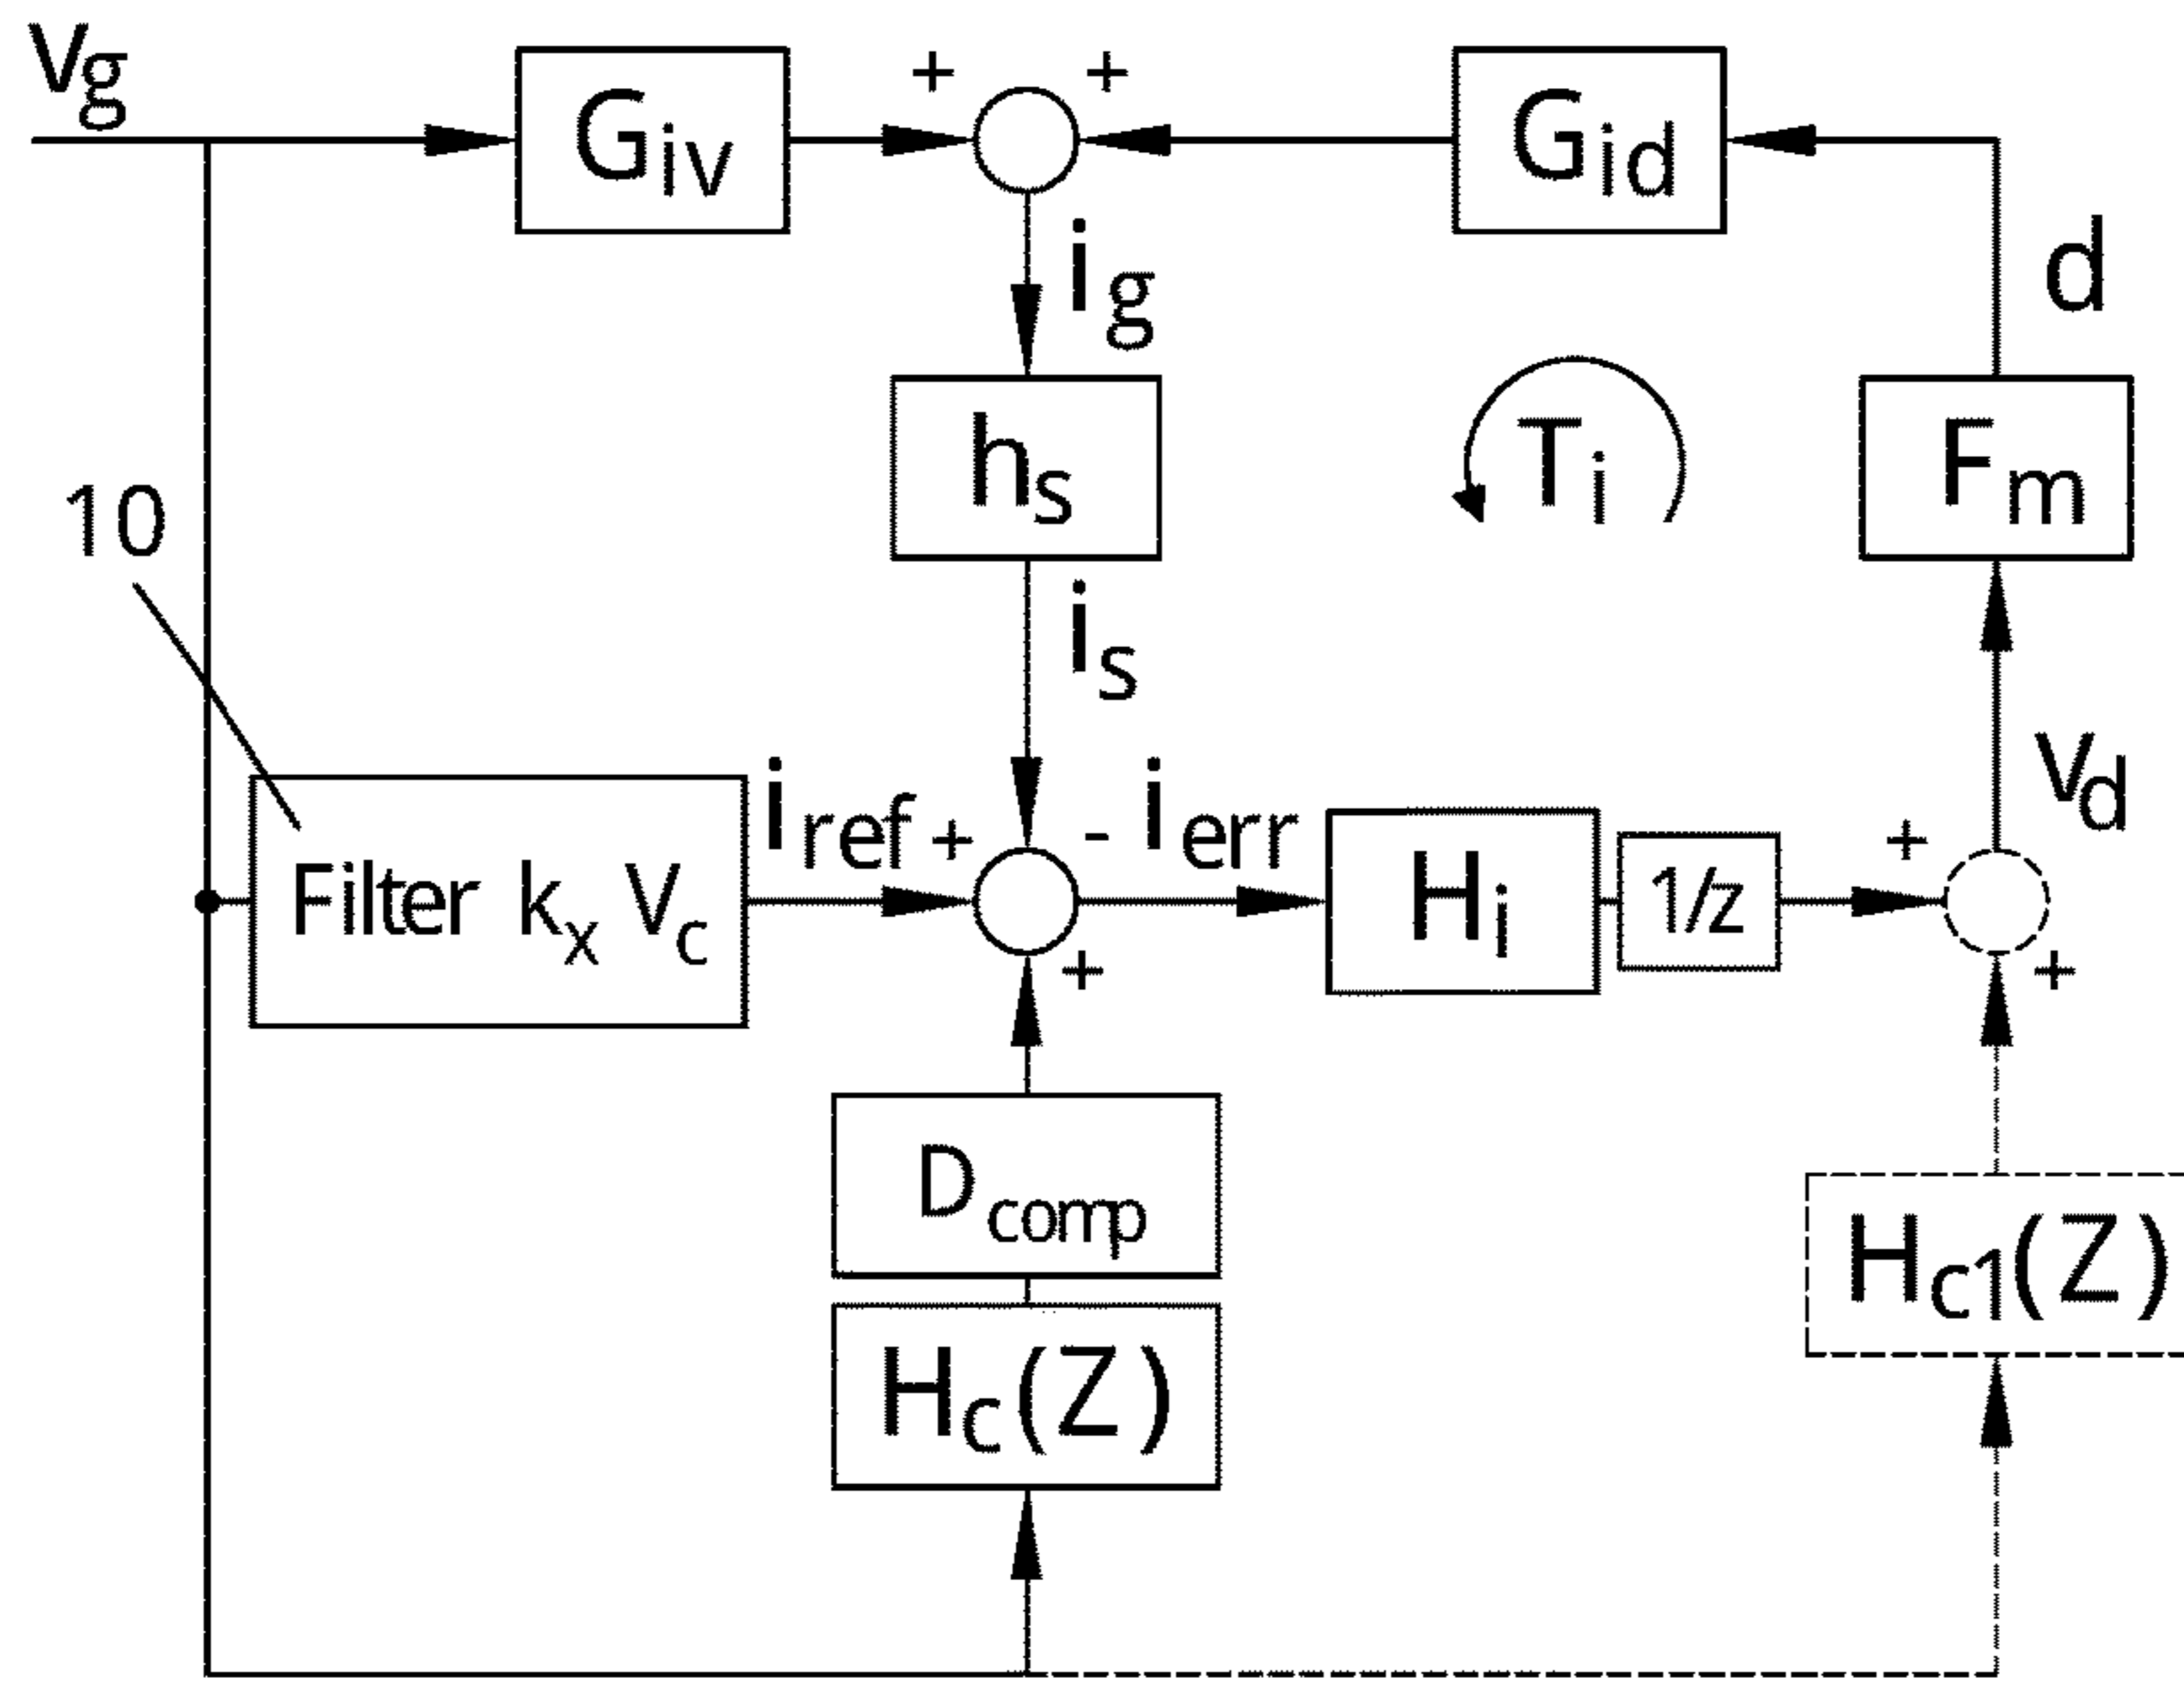 vg
Giv
+
+
Gid
ig
d
hs
Ti
Fm
10
is
iref
+
-
ierr
vd
Filter kx Vc
Hi
1/z
+
+
+
Dcomp
Hc1(Z)
Hc(Z)